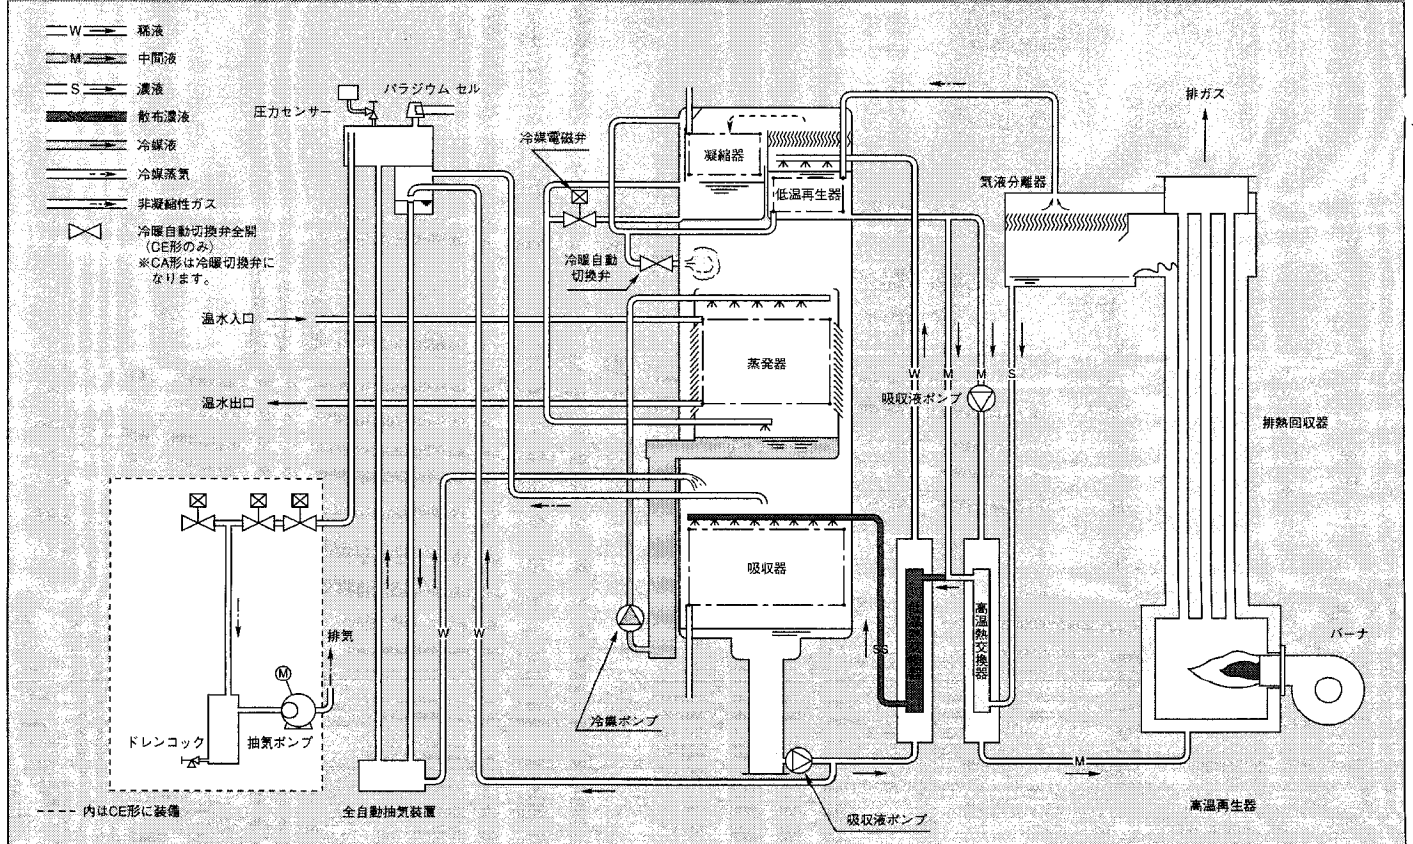 W 稀液
M 中間液
S 濃液
散布濃液
冷媒液
冷媒蒸気
非凝縮性ガス
冷暖自動切換弁全開
(CE形のみ)
※CA形は冷暖切換弁に
なります。
圧力センサー
パラジウム セル
冷媒電磁弁
凝縮器
低温再生器
冷暖自動
切換弁
気液分離器
排ガス
温水入口
温水出口
蒸発器
W
M
M
S
吸収液ポンプ
排熱回収器
吸収器
W
W
SS
低温熱交換器
高温熱交換器
バーナ
排気
M
ドレンコック
抽気ポンプ
冷媒ポンプ
M
---- 内はCE形に装備
全自動抽気装置
吸収液ポンプ
高温再生器